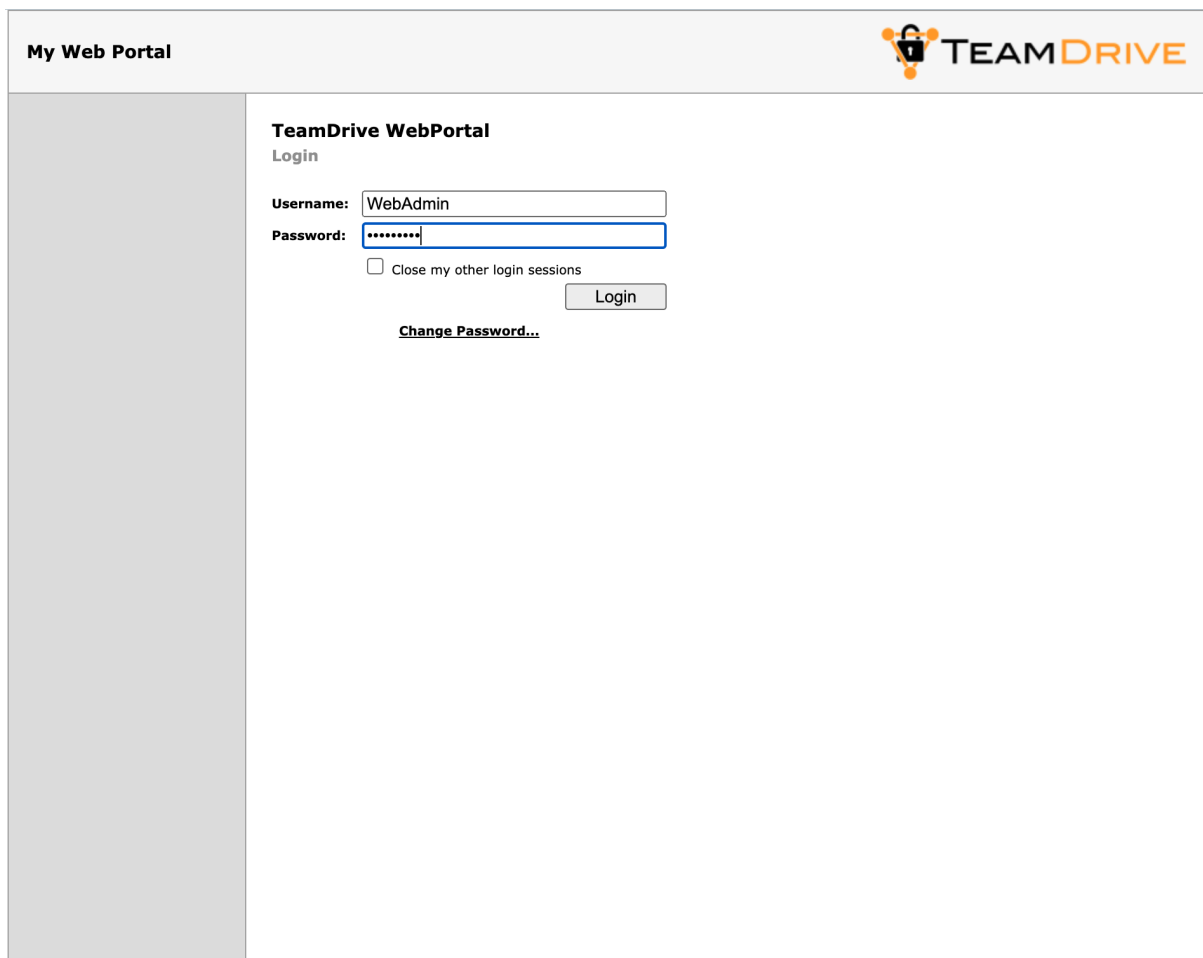 My Web Portal
TEAMDRIVE
TeamDrive WebPortal
Login
Username: WebAdmin
Password: •••••••••
Close my other login sessions
Login
Change Password...